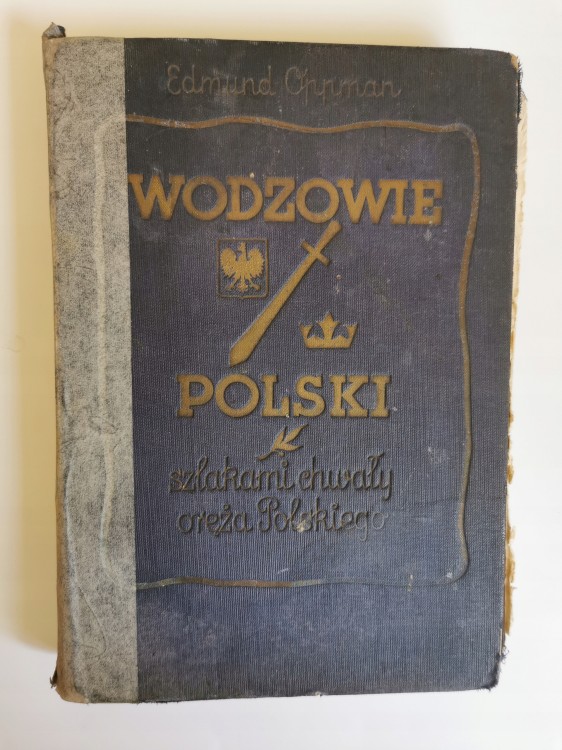 Edmund Oppman
WODZOWIE
POLSKI
szlakami chwały
oręża Polskiego